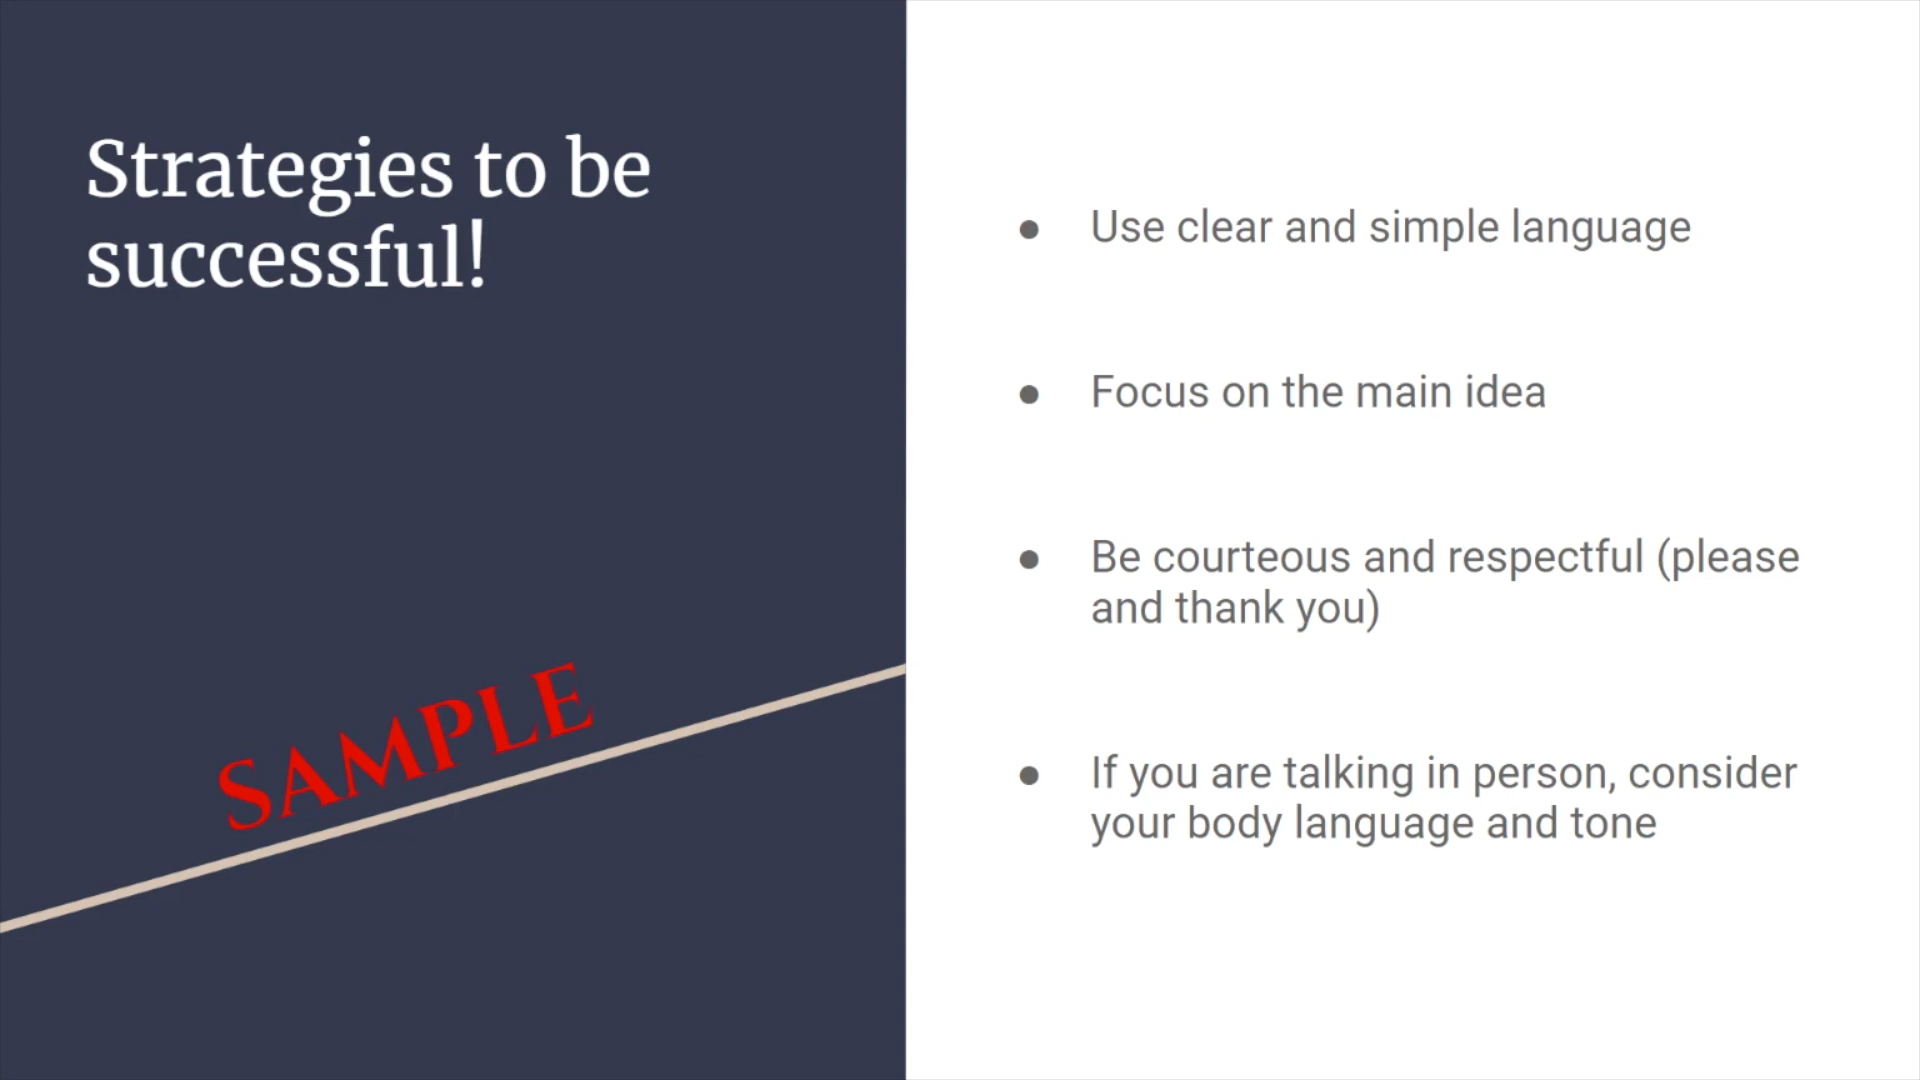 Strategies to be
successful!
SAMPLE
● Use clear and simple language
● Focus on the main idea
● Be courteous and respectful (please
and thank you)
● If you are talking in person, consider
your body language and tone